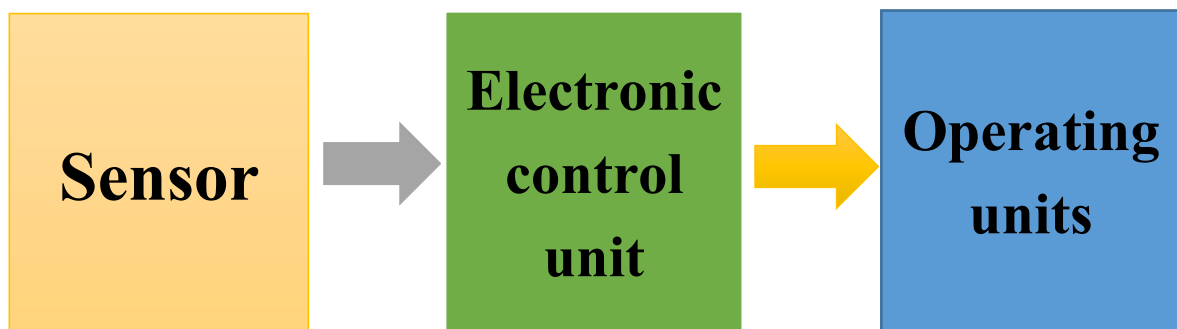 Sensor
Electronic
control
unit
Operating
units